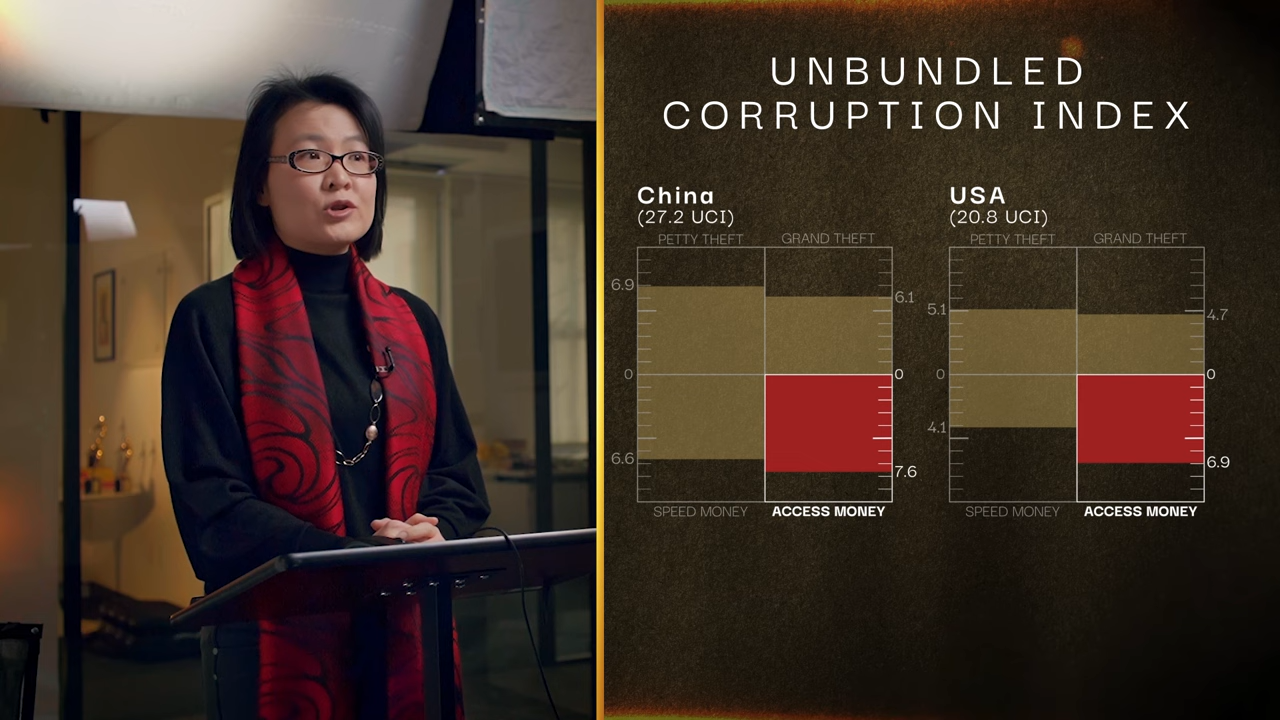 UNBUNDLED
CORRUPTION INDEX
China
(27.2 UCI)
PETTY THEFT GRAND THEFT
6.9
6.1
0 0
6.6
7.6
SPEED MONEY ACCESS MONEY
USA
(20.8 UCI)
PETTY THEFT GRAND THEFT
5.1
4.7
0 0
4.1
6.9
SPEED MONEY ACCESS MONEY